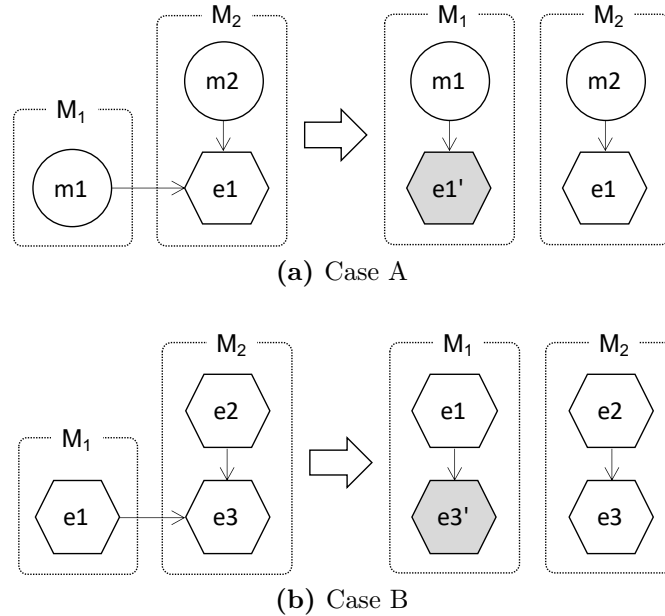 M₂ M₁ M₂
m2 m1 m2
M₁
m1 e1 e1' e1
(a) Case A
M₂ M₁ M₂
e2 e1 e2
M₁
e1 e3 e3' e3
(b) Case B